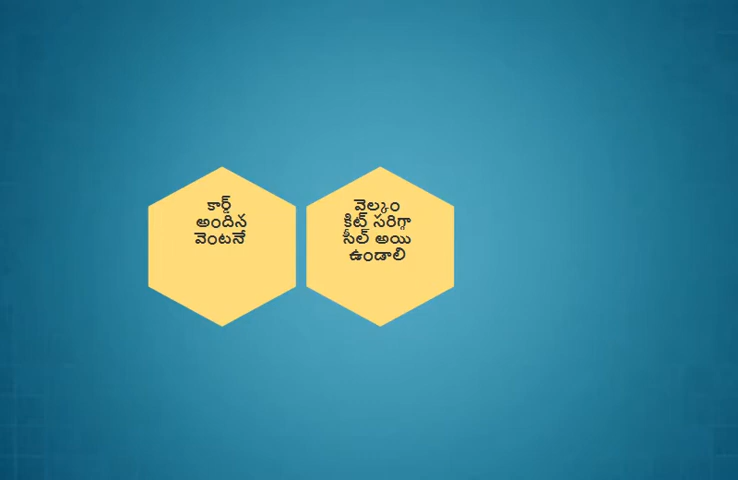 కార్డ్
అందిన
వెంటనే
వెల్కం
కిట్ సరిగ్గా
సీల్ అయి
ఉండాలి